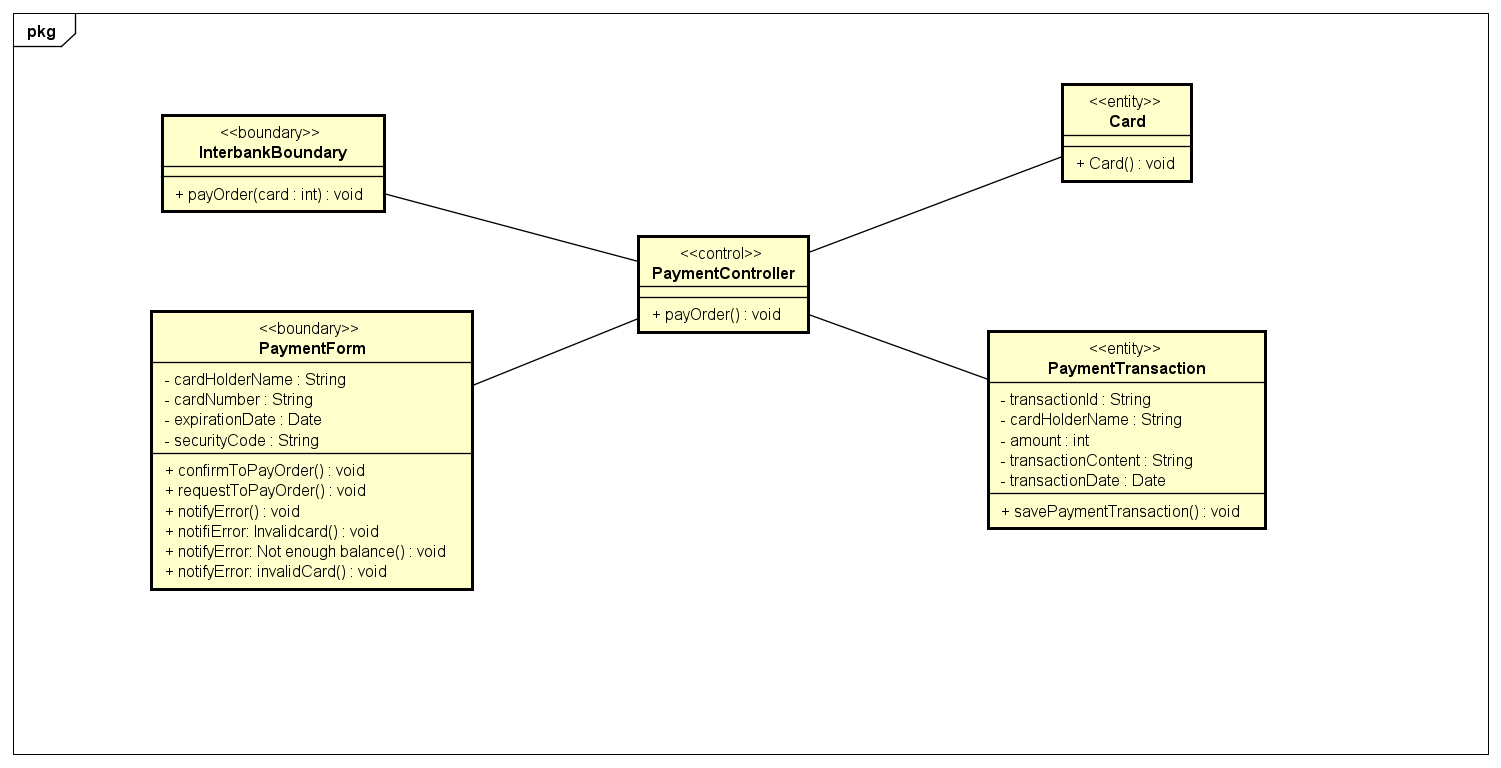 pkg
<<boundary>>
InterbankBoundary
+ payOrder(card : int) : void
<<entity>>
Card
+ Card() : void
<<control>>
PaymentController
+ payOrder() : void
<<boundary>>
PaymentForm
- cardHolderName : String
- cardNumber : String
- expirationDate : Date
- securityCode : String
+ confirmToPayOrder() : void
+ requestToPayOrder() : void
+ notifyError() : void
+ notifiError: Invalidcard() : void
+ notifyError: Not enough balance() : void
+ notifyError: invalidCard() : void
<<entity>>
PaymentTransaction
- transactionId : String
- cardHolderName : String
- amount : int
- transactionContent : String
- transactionDate : Date
+ savePaymentTransaction() : void